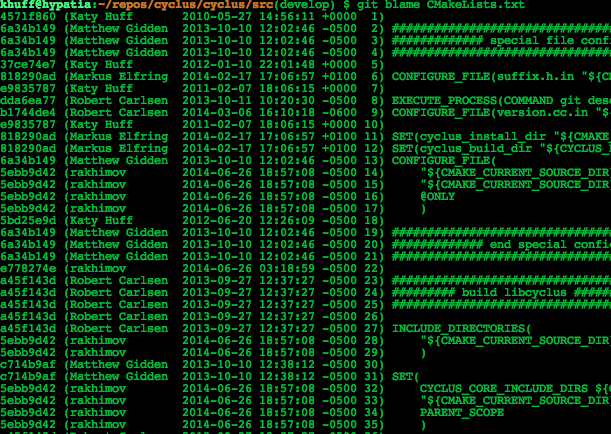 khuff@hypatia:~/repos/cyclus/cyclus/src(develop) $ git blame CMakeLists.txt
4571f860 (Katy Huff       2010-05-27 14:56:11 +0000   1)
6a34b149 (Matthew Gidden  2013-10-10 12:02:46 -0500   2) ###############################
6a34b149 (Matthew Gidden  2013-10-10 12:02:46 -0500   3) ############# special file conf
6a34b149 (Matthew Gidden  2013-10-10 12:02:46 -0500   4) ###############################
37ce74e7 (Katy Huff       2012-01-10 22:01:48 +0000   5)
818290ad (Markus Elfring  2014-02-17 17:06:57 +0100   6) CONFIGURE_FILE(suffix.h.in "${C
e9835787 (Katy Huff       2011-02-07 18:35:42 +0000   7)
dda6ea77 (Robert Carlsen  2013-10-11 10:20:30 -0500   8) EXECUTE_PROCESS(COMMAND git des
b1744de4 (Robert Carlsen  2014-03-06 16:10:18 -0600   9) CONFIGURE_FILE(version.cc.in "$
e9835787 (Katy Huff       2011-02-07 18:35:42 +0000  10)
818290ad (Markus Elfring  2014-02-17 17:06:57 +0100  11) SET(cyclus_install_dir "${CMAKE
818290ad (Markus Elfring  2014-02-17 17:06:57 +0100  12) SET(cyclus_build_dir "${CYCLUS_
6a34b149 (Matthew Gidden  2013-10-10 12:02:46 -0500  13) CONFIGURE_FILE(
5ebb9d42 (rakhimov        2014-06-26 18:57:08 -0500  14)     "${CMAKE_CURRENT_SOURCE_DIR
5ebb9d42 (rakhimov        2014-06-26 18:57:08 -0500  15)     "${CMAKE_CURRENT_SOURCE_DIR
5ebb9d42 (rakhimov        2014-06-26 18:57:08 -0500  16)     @ONLY
5ebb9d42 (rakhimov        2014-06-26 18:57:08 -0500  17)     )
5bd25e9d (Katy Huff       2012-06-20 12:26:09 -0500  18)
6a34b149 (Matthew Gidden  2013-10-10 12:02:46 -0500  19) ###############################
6a34b149 (Matthew Gidden  2013-10-10 12:02:46 -0500  20) ############# end special confi
6a34b149 (Matthew Gidden  2013-10-10 12:02:46 -0500  21) ###############################
e778274e (rakhimov        2014-06-26 03:18:59 -0500  22)
a45f143d (Robert Carlsen  2013-09-27 12:37:27 -0500  23) ###############################
a45f143d (Robert Carlsen  2013-09-27 12:37:27 -0500  24) ######### build libcyclus ######
a45f143d (Robert Carlsen  2013-09-27 12:37:27 -0500  25) ###############################
a45f143d (Robert Carlsen  2013-09-27 12:37:27 -0500  26)
a45f143d (Robert Carlsen  2013-09-27 12:37:27 -0500  27) INCLUDE_DIRECTORIES(
5ebb9d42 (rakhimov        2014-06-26 18:57:08 -0500  28)     "${CMAKE_CURRENT_SOURCE_DIR
5ebb9d42 (rakhimov        2014-06-26 18:57:08 -0500  29)     )
c714b9af (Matthew Gidden  2013-10-10 12:38:12 -0500  30)
c714b9af (Matthew Gidden  2013-10-10 12:38:12 -0500  31) SET(
5ebb9d42 (rakhimov        2014-06-26 18:57:08 -0500  32)     CYCLUS_CORE_INCLUDE_DIRS ${
5ebb9d42 (rakhimov        2014-06-26 18:57:08 -0500  33)     "${CMAKE_CURRENT_SOURCE_DIR
5ebb9d42 (rakhimov        2014-06-26 18:57:08 -0500  34)     PARENT_SCOPE
5ebb9d42 (rakhimov        2014-06-26 18:57:08 -0500  35)     )